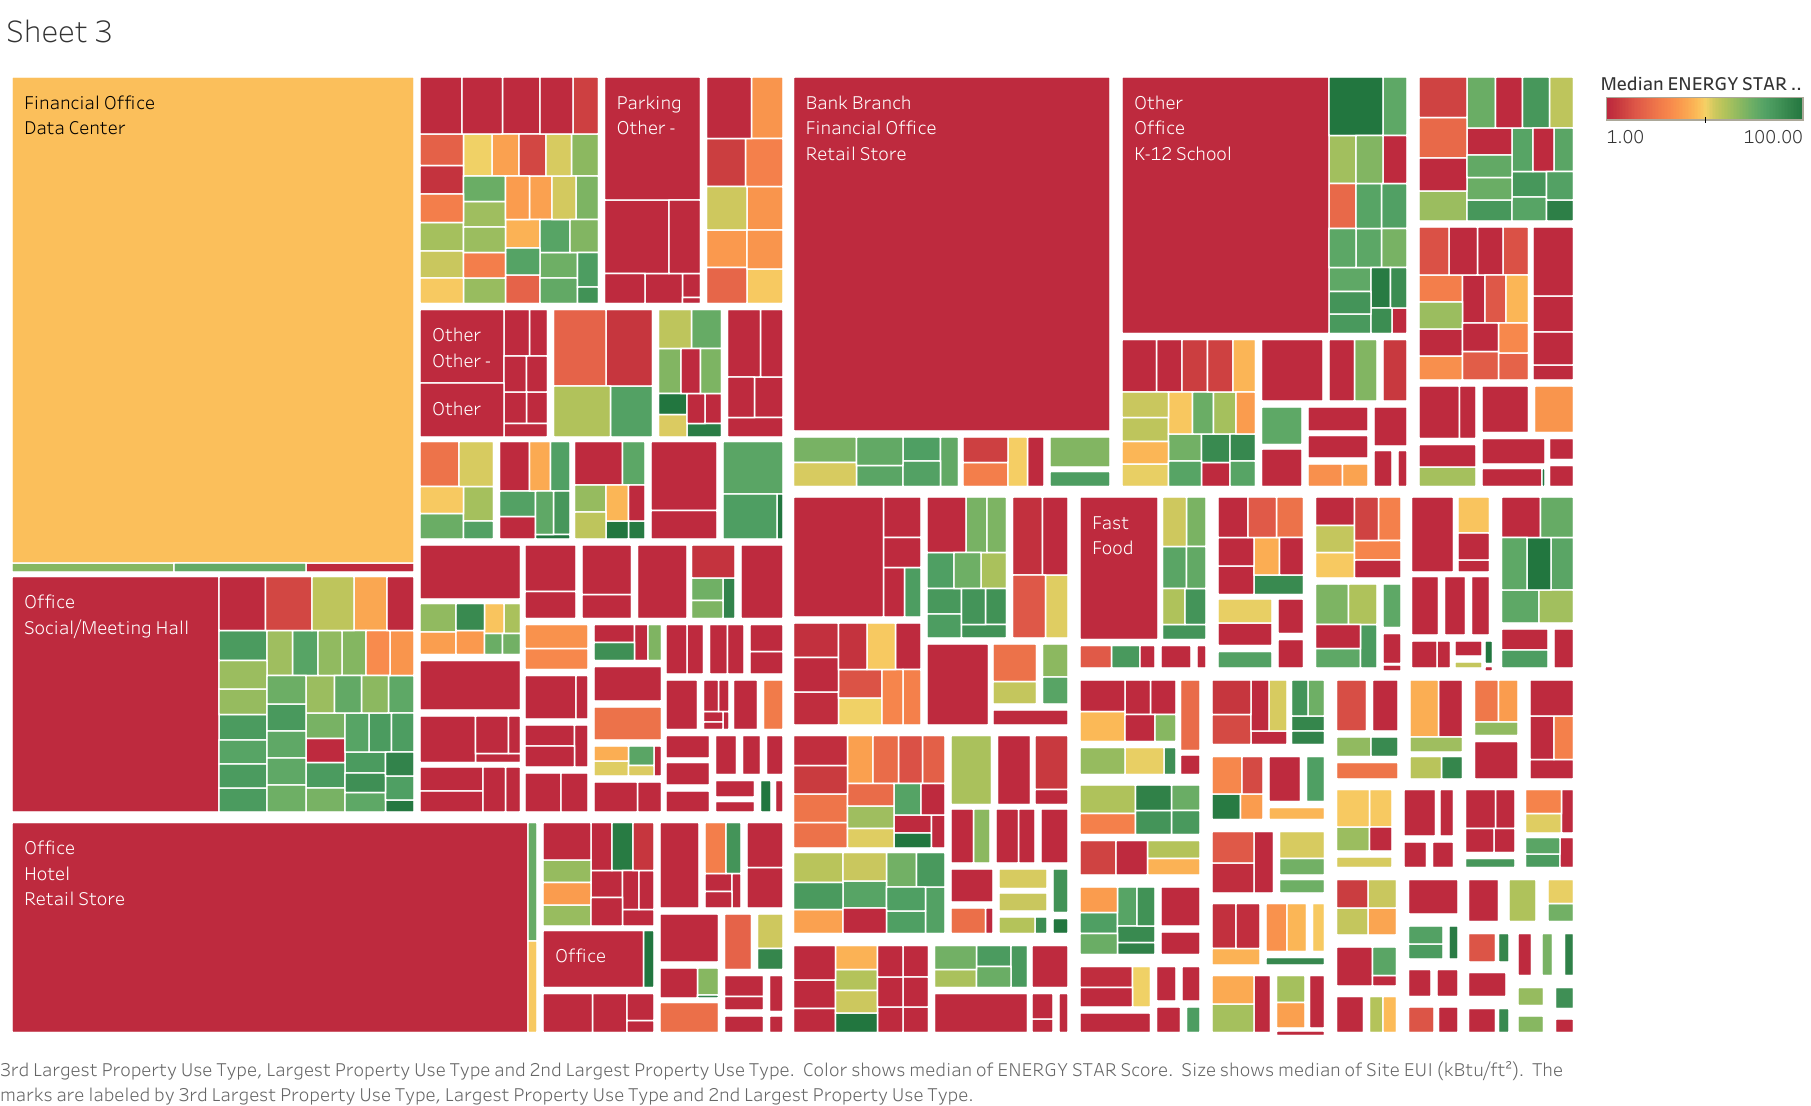 Sheet 3
Financial Office
Data Center
Parking
Other -
Bank Branch
Financial Office
Retail Store
Other
Office
K-12 School
Median ENERGY STAR ..
1.00
100.00
Other
Other -
Other
Fast
Food
Office
Social/Meeting Hall
Office
Hotel
Retail Store
Office
3rd Largest Property Use Type, Largest Property Use Type and 2nd Largest Property Use Type.  Color shows median of ENERGY STAR Score.  Size shows median of Site EUI (kBtu/ft²).  The
marks are labeled by 3rd Largest Property Use Type, Largest Property Use Type and 2nd Largest Property Use Type.